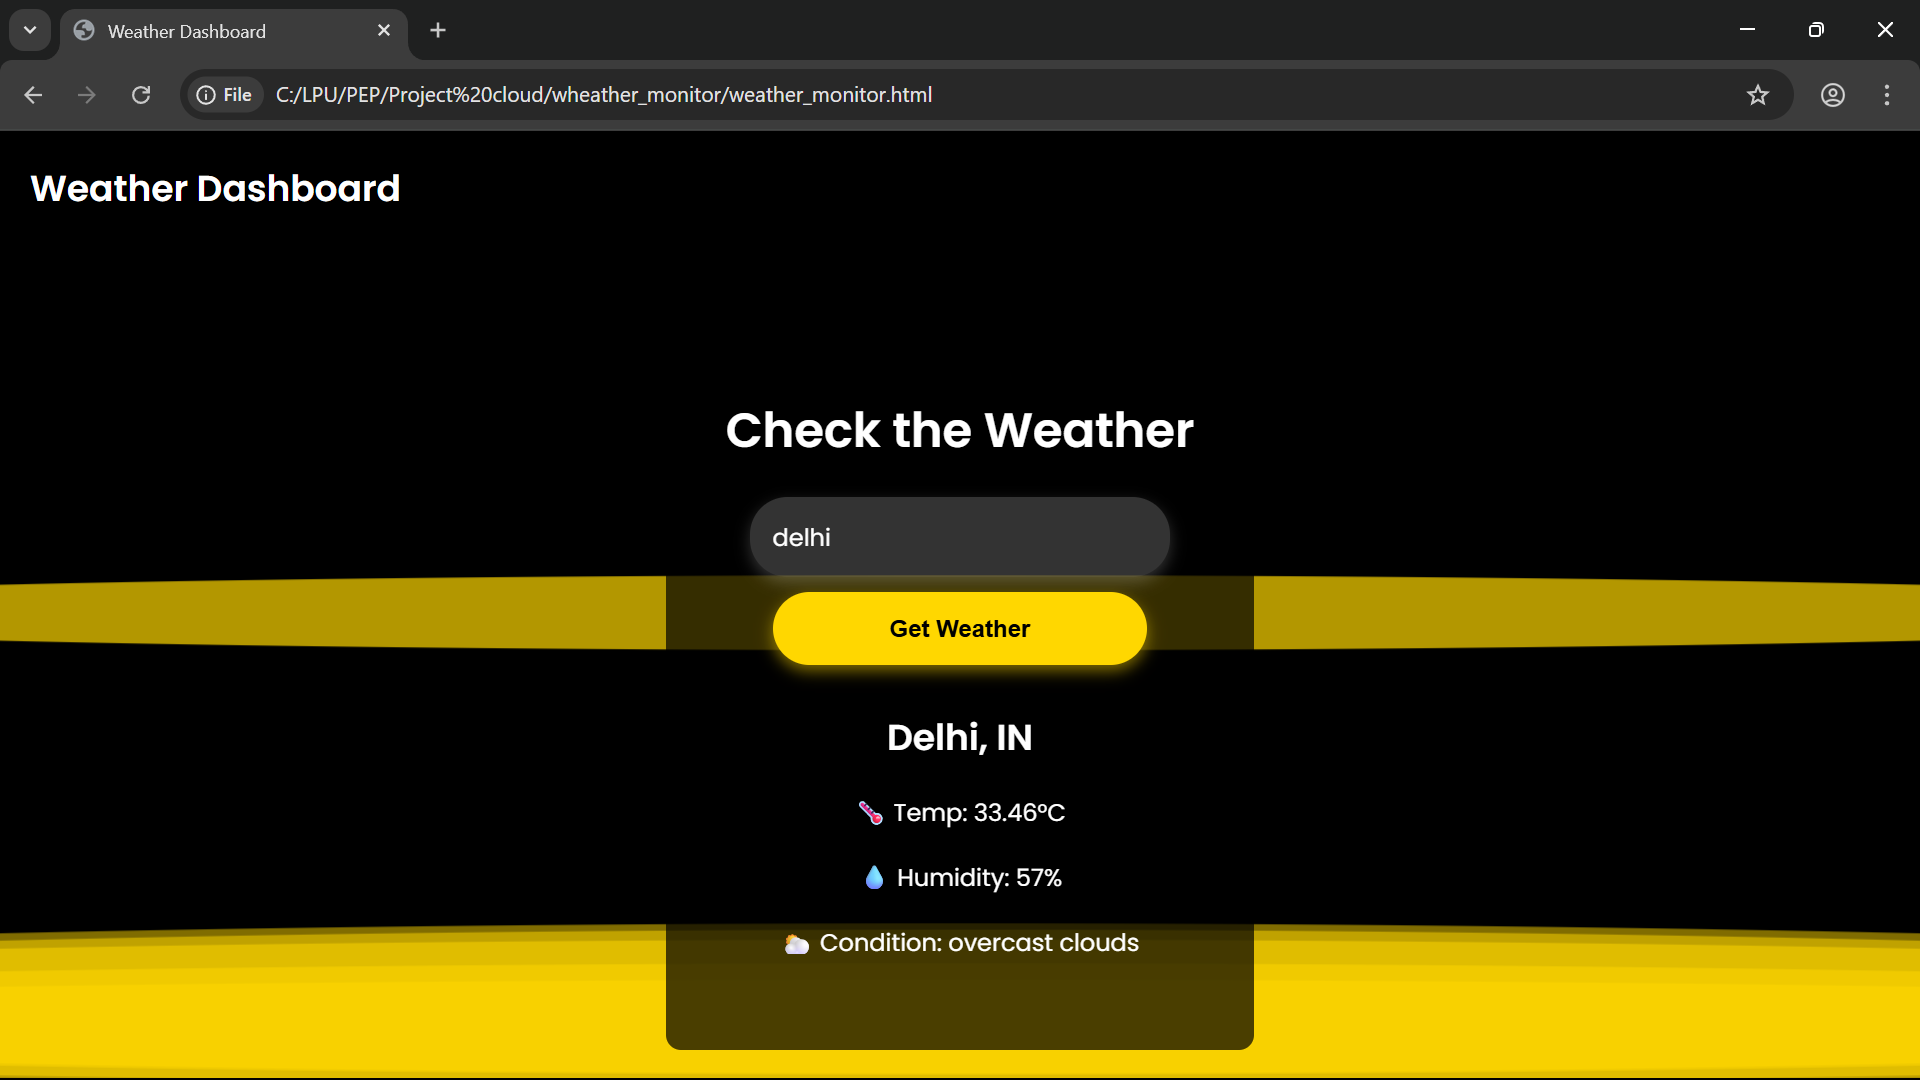 Weather Dashboard
File C:/LPU/PEP/Project%20cloud/wheather_monitor/weather_monitor.html
Weather Dashboard
Check the Weather
delhi
Get Weather
Delhi, IN
🌡️ Temp: 33.46°C
💧 Humidity: 57%
🌥️ Condition: overcast clouds